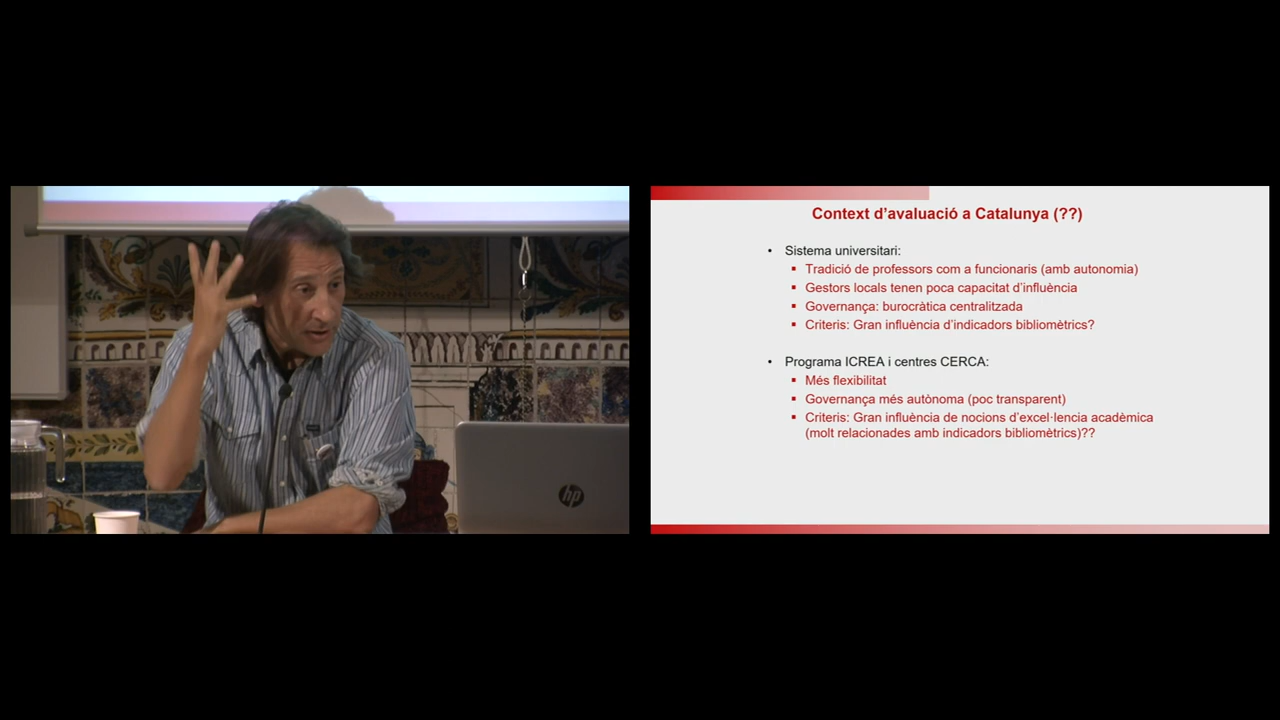 hp
Context d'avaluació a Catalunya (??)
• Sistema universitari:
▪ Tradició de professors com a funcionaris (amb autonomia)
▪ Gestors locals tenen poca capacitat d'influència
▪ Governança: burocràtica centralitzada
▪ Criteris: Gran influència d'indicadors bibliomètrics?
• Programa ICREA i centres CERCA:
▪ Més flexibilitat
▪ Governança més autònoma (poc transparent)
▪ Criteris: Gran influència de nocions d'excel·lencia acadèmica
(molt relacionades amb indicadors bibliomètrics)??